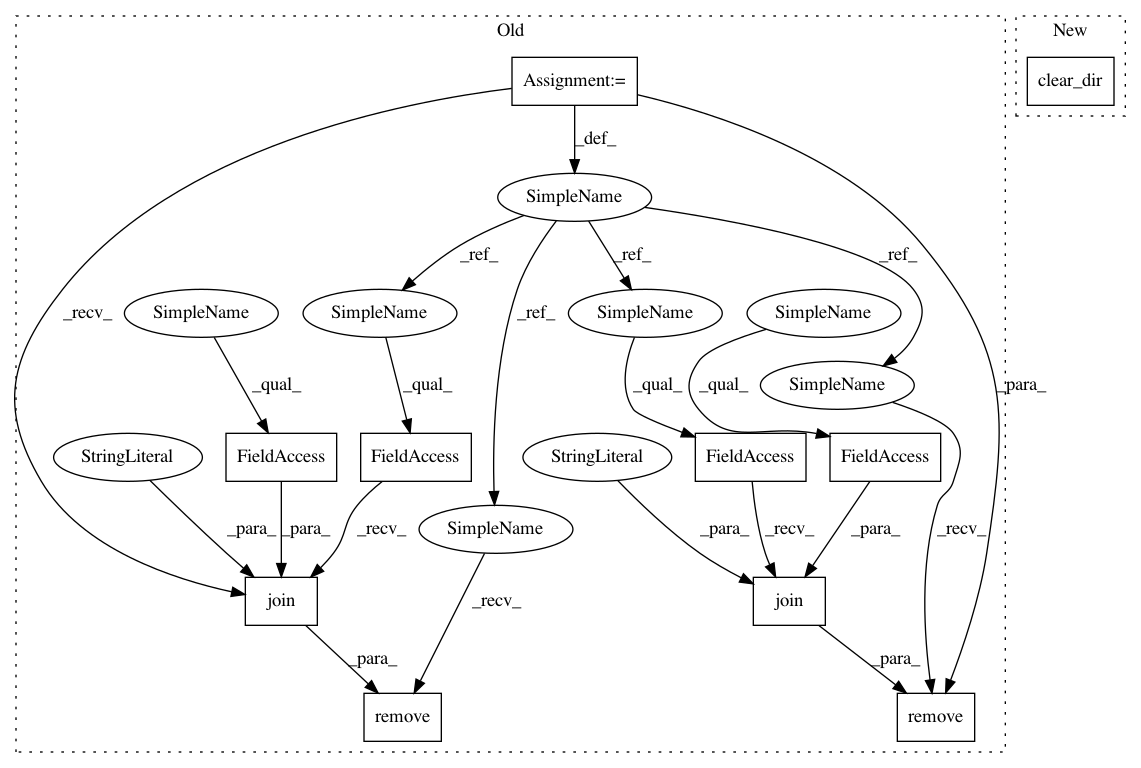 Old
New
Assignment:=
clear_dir
_def_
SimpleName
_ref_
_ref_
_ref_
_recv_
SimpleName
SimpleName
_ref_
SimpleName
SimpleName
SimpleName
_qual_
_qual_
_qual_
_qual_
_para_
StringLiteral
FieldAccess
FieldAccess
StringLiteral
FieldAccess
FieldAccess
_para_
_para_
_recv_
SimpleName
_para_
_recv_
_para_
_recv_
join
_recv_
join
_para_
_para_
remove
remove